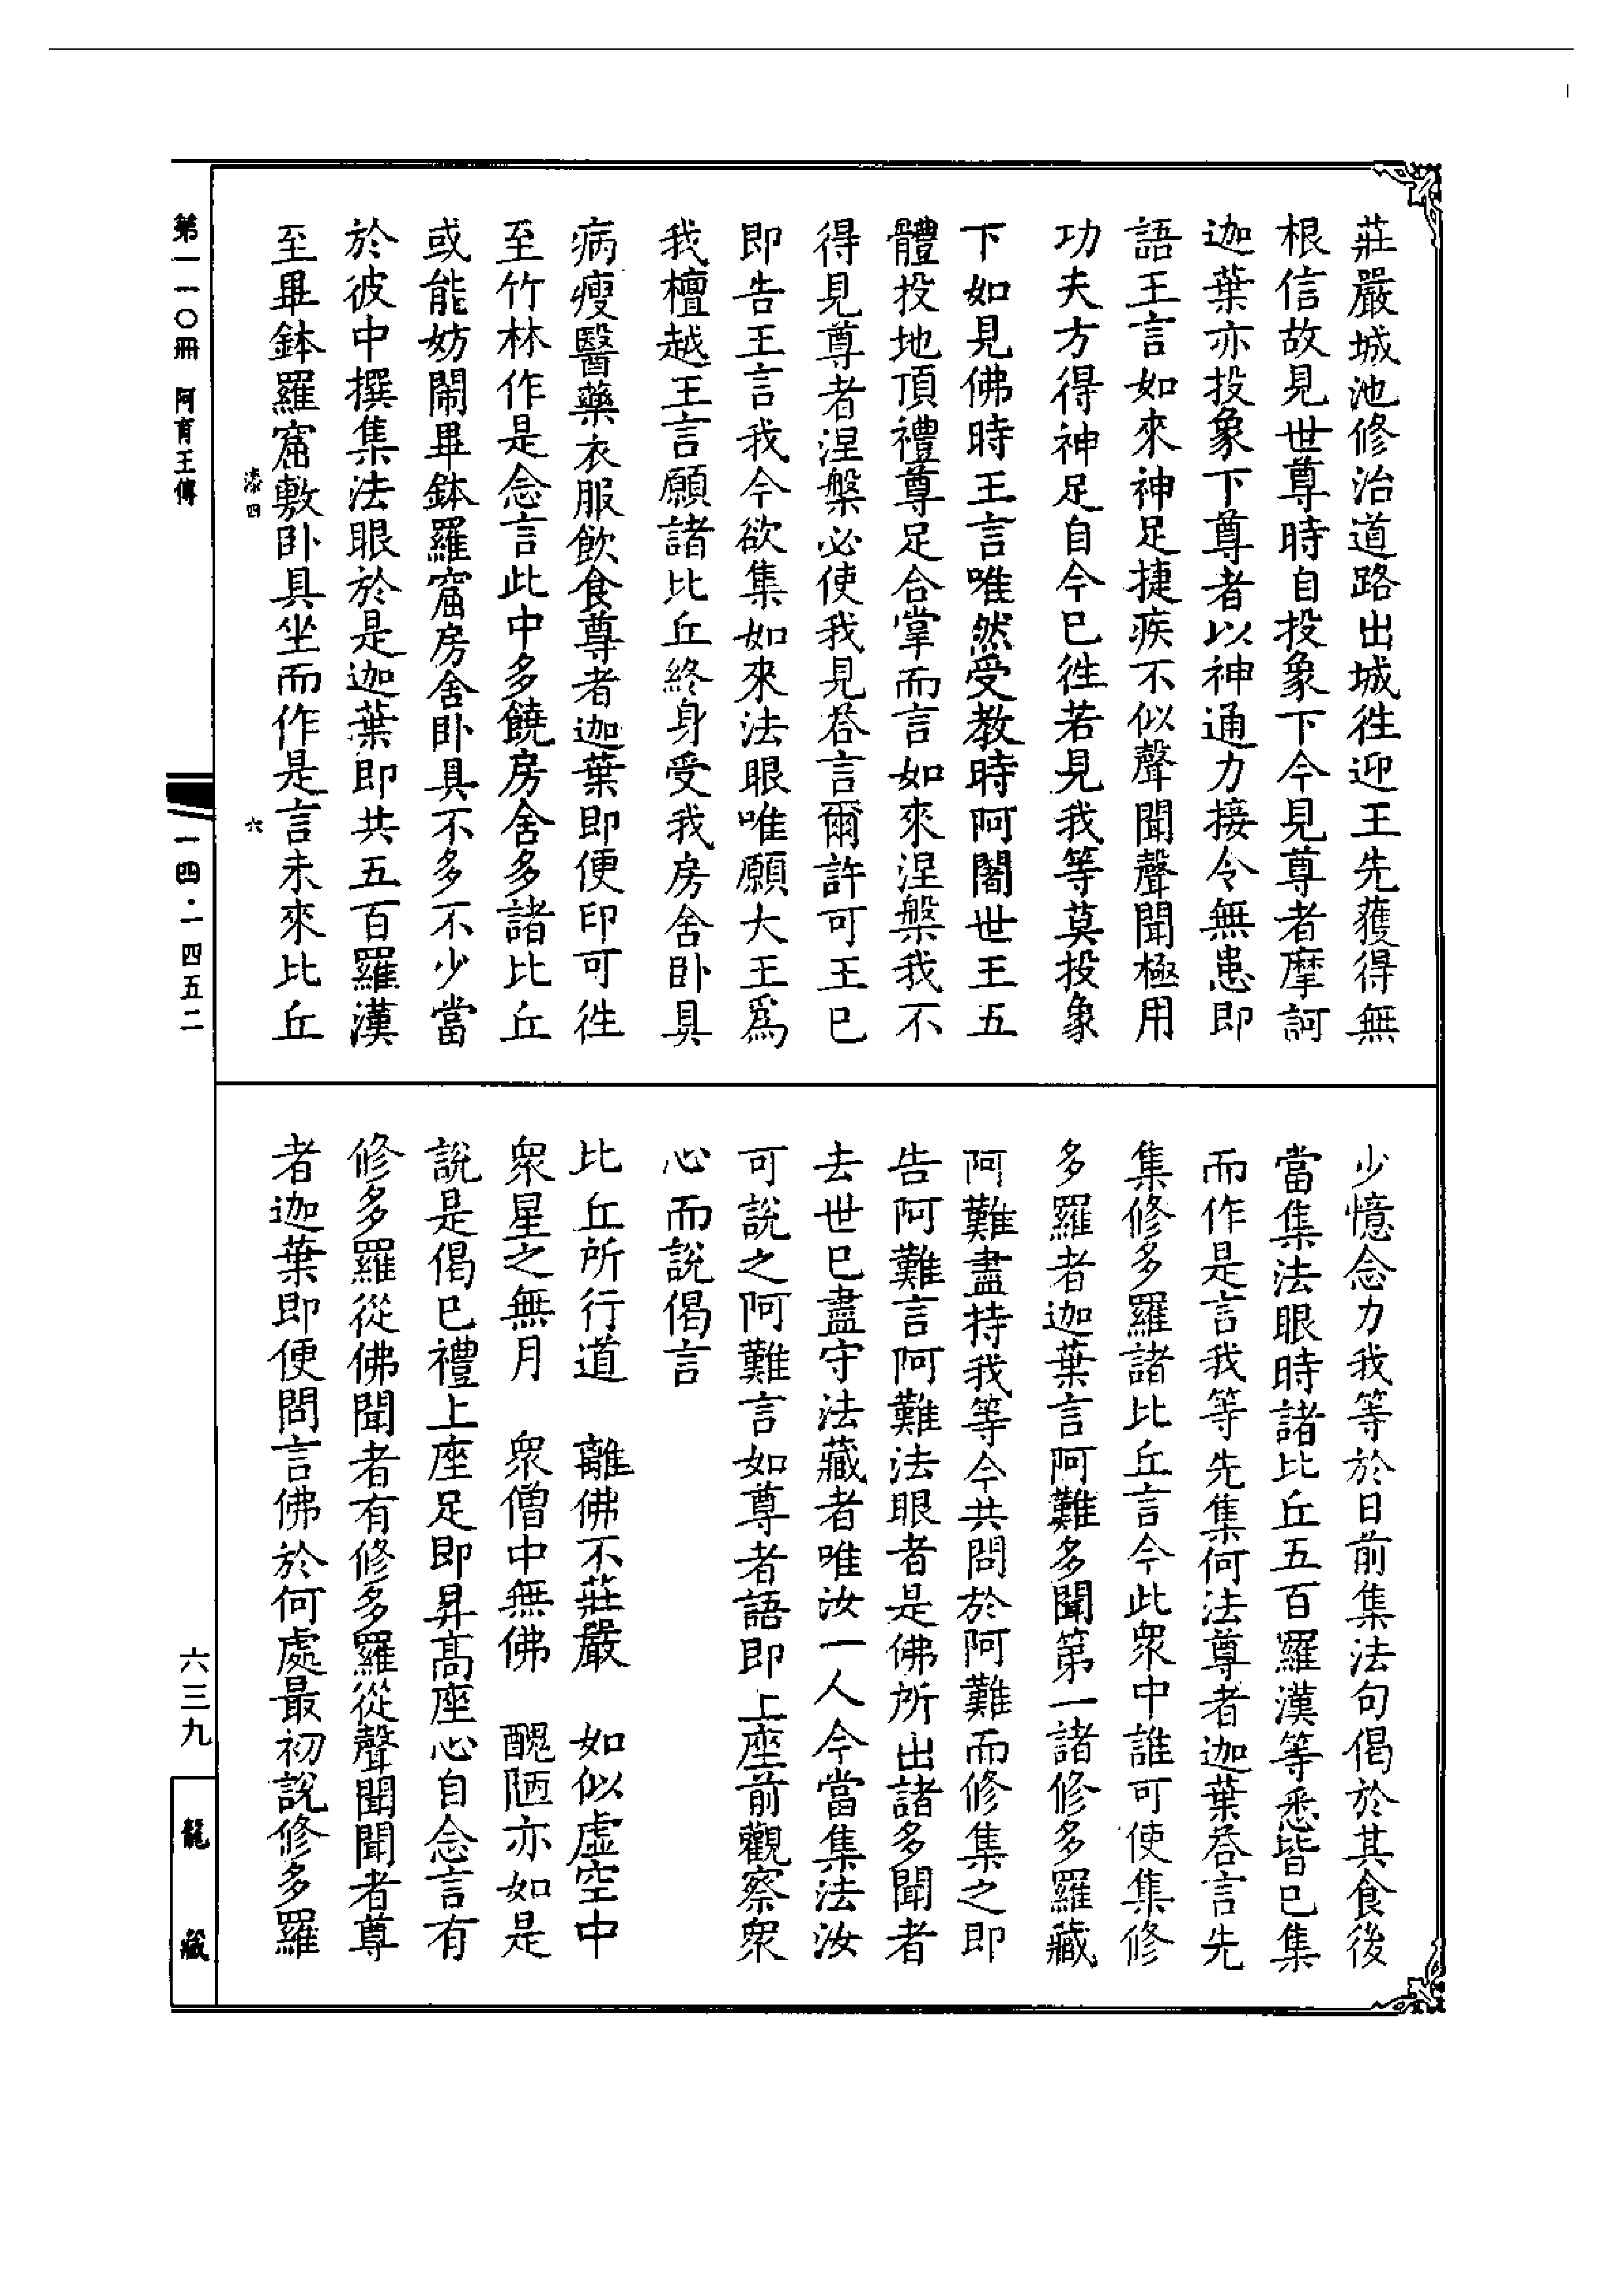 莊嚴城池修治道路出城徃迎王先獲得無
根信故見世尊時自投象下今見尊者摩訶
迦葉亦投象下尊者以神通力接令無患即
語王言如來神足捷疾不似聲聞聲聞極用
功夫方得神足自今已徃若見我等莫投象
下如見佛時王言唯然受教時阿闍世王五
體投地頂禮尊足合掌而言如來涅槃我不
得見尊者涅槃必使我見荅言爾許可王已
即告王言我今欲集如來法眼唯願大王爲
我檀越王言願諸比丘終身受我房舍卧具
病瘦醫藥衣服飲食尊者迦葉即便印可徃
至竹林作是念言此中多饒房舍多諸比丘
或能妨閙畢鉢羅窟房舍卧具不多不少當
於彼中撰集法眼於是迦葉即共五百羅漢
至畢鉢羅窟敷卧具坐而作是言未來比丘
少憶念力我等於日前集法句偈於其食後
當集法眼時諸比丘五百羅漢等悉皆已集
而作是言我等先集何法尊者迦葉荅言先
集修多羅諸比丘言今此衆中誰可使集修
多羅者迦葉言阿難多聞第一諸修多羅藏
阿難盡持我等今共問於阿難而修集之即
告阿難言阿難法眼者是佛所出諸多聞者
去世已盡守法藏者唯汝一人今當集法汝
可說之阿難言如尊者語即上座前觀察衆
心而說偈言
比丘所行道　離佛不莊嚴　如似虛空中
衆星之無月　衆僧中無佛　醜陋亦如是
說是偈已禮上座足即昇高座心自念言有
修多羅從佛聞者有修多羅從聲聞聞者尊
者迦葉即便問言佛於何處最初說修多羅
漆四　六
第一一〇冊　阿育王傳
一四·一四五二
六三九
龍藏